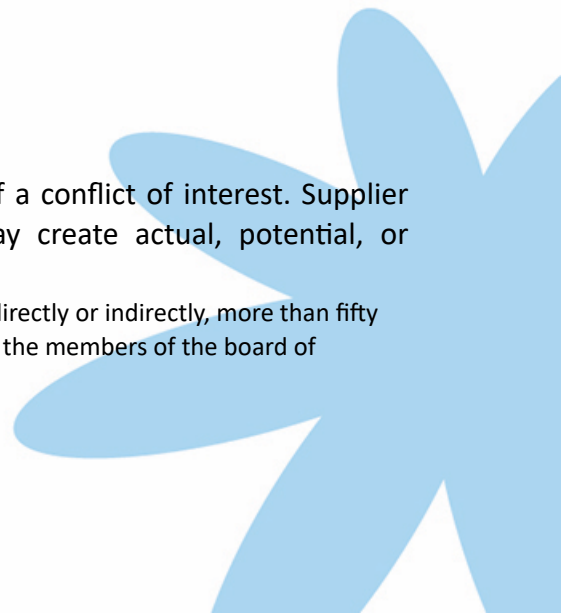 f a conflict of interest. Supplier
ay create actual, potential, or
directly or indirectly, more than fifty
the members of the board of